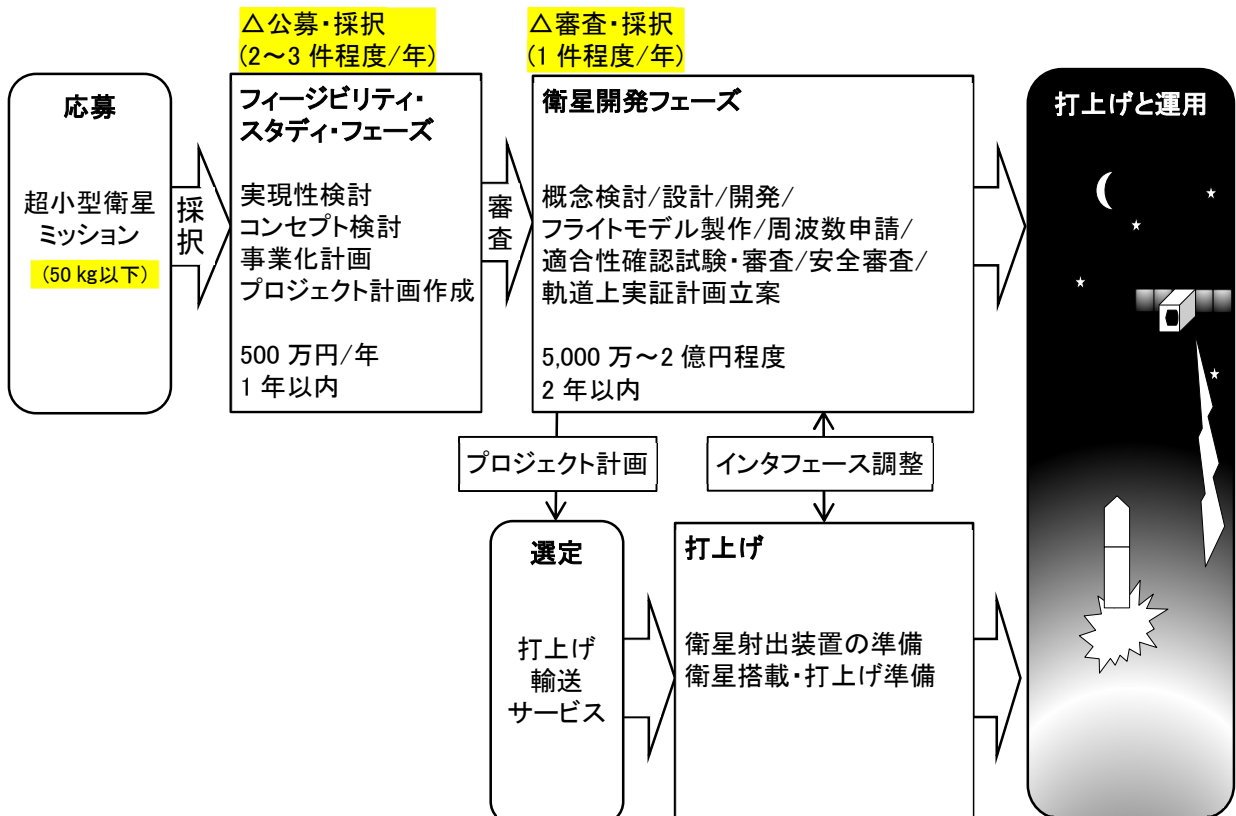 △公募・採択
(2～3 件程度/年)
△審査・採択
(1 件程度/年)
応募
超小型衛星
ミッション
(50 kg以下)
採
択
フィージビリティ・
スタディ・フェーズ
実現性検討
コンセプト検討
事業化計画
プロジェクト計画作成
500 万円/年
1 年以内
審
査
衛星開発フェーズ
概念検討/設計/開発/
フライトモデル製作/周波数申請/
適合性確認試験・審査/安全審査/
軌道上実証計画立案
5,000 万～2 億円程度
2 年以内
打上げと運用
プロジェクト計画
インタフェース調整
選定
打上げ
輸送
サービス
打上げ
衛星射出装置の準備
衛星搭載・打上げ準備